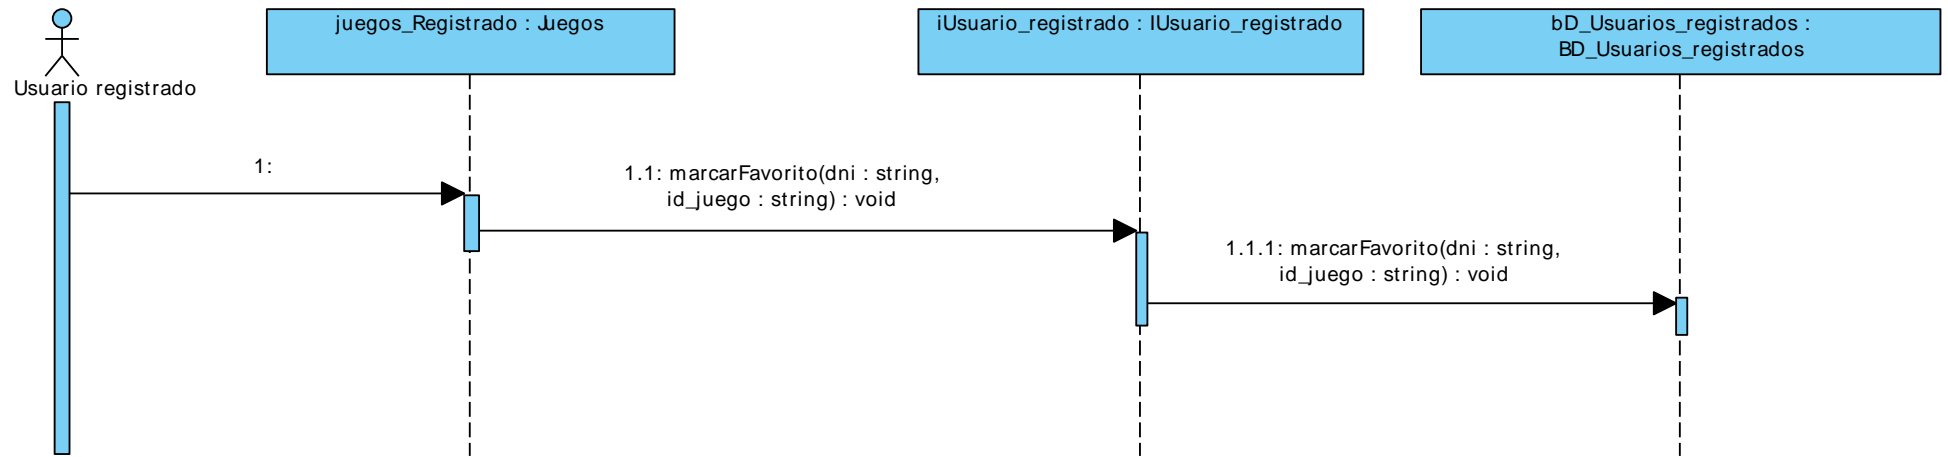 juegos_Registrado : Juegos
iUsuario_registrado : IUsuario_registrado
bD_Usuarios_registrados :
BD_Usuarios_registrados
Usuario registrado
1:
1.1: marcarFavorito(dni : string,
id_juego : string) : void
1.1.1: marcarFavorito(dni : string,
id_juego : string) : void